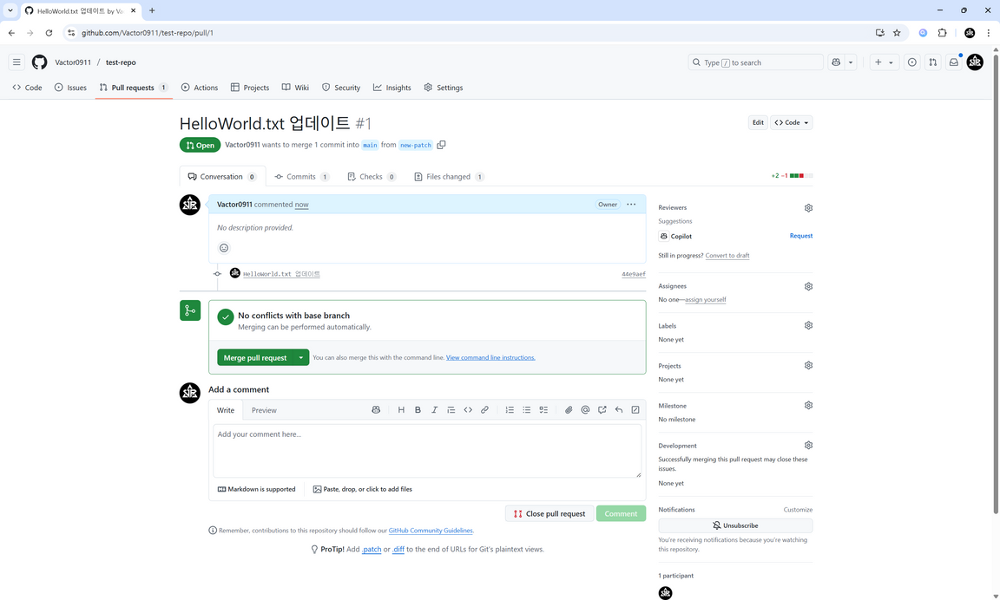 HelloWorld.txt 업데이트 by Va
github.com/Vactor0911/test-repo/pull/1
Vactor0911 / test-repo
Type / to search
Code Issues Pull requests 1 Actions Projects Wiki Security Insights Settings
HelloWorld.txt 업데이트 #1
Edit Code
Open Vactor0911 wants to merge 1 commit into main from new-patch
Conversation 0 Commits 1 Checks 0 Files changed 1
+2 −1
Vactor0911 commented now
Owner
No description provided.
HelloWorld.txt 업데이트 44e9aef
No conflicts with base branch
Merging can be performed automatically.
Merge pull request You can also merge this with the command line. View command line instructions.
Add a comment
Write Preview
Add your comment here...
Markdown is supported Paste, drop, or click to add files
Close pull request Comment
Remember, contributions to this repository should follow our GitHub Community Guidelines.
ProTip! Add .patch or .diff to the end of URLs for Git's plaintext views.
Reviewers
Suggestions
Copilot Request
Still in progress? Convert to draft
Assignees
No one—assign yourself
Labels
None yet
Projects
None yet
Milestone
No milestone
Development
Successfully merging this pull request may close these
issues.
None yet
Notifications Customize
Unsubscribe
You're receiving notifications because you're watching
this repository.
1 participant